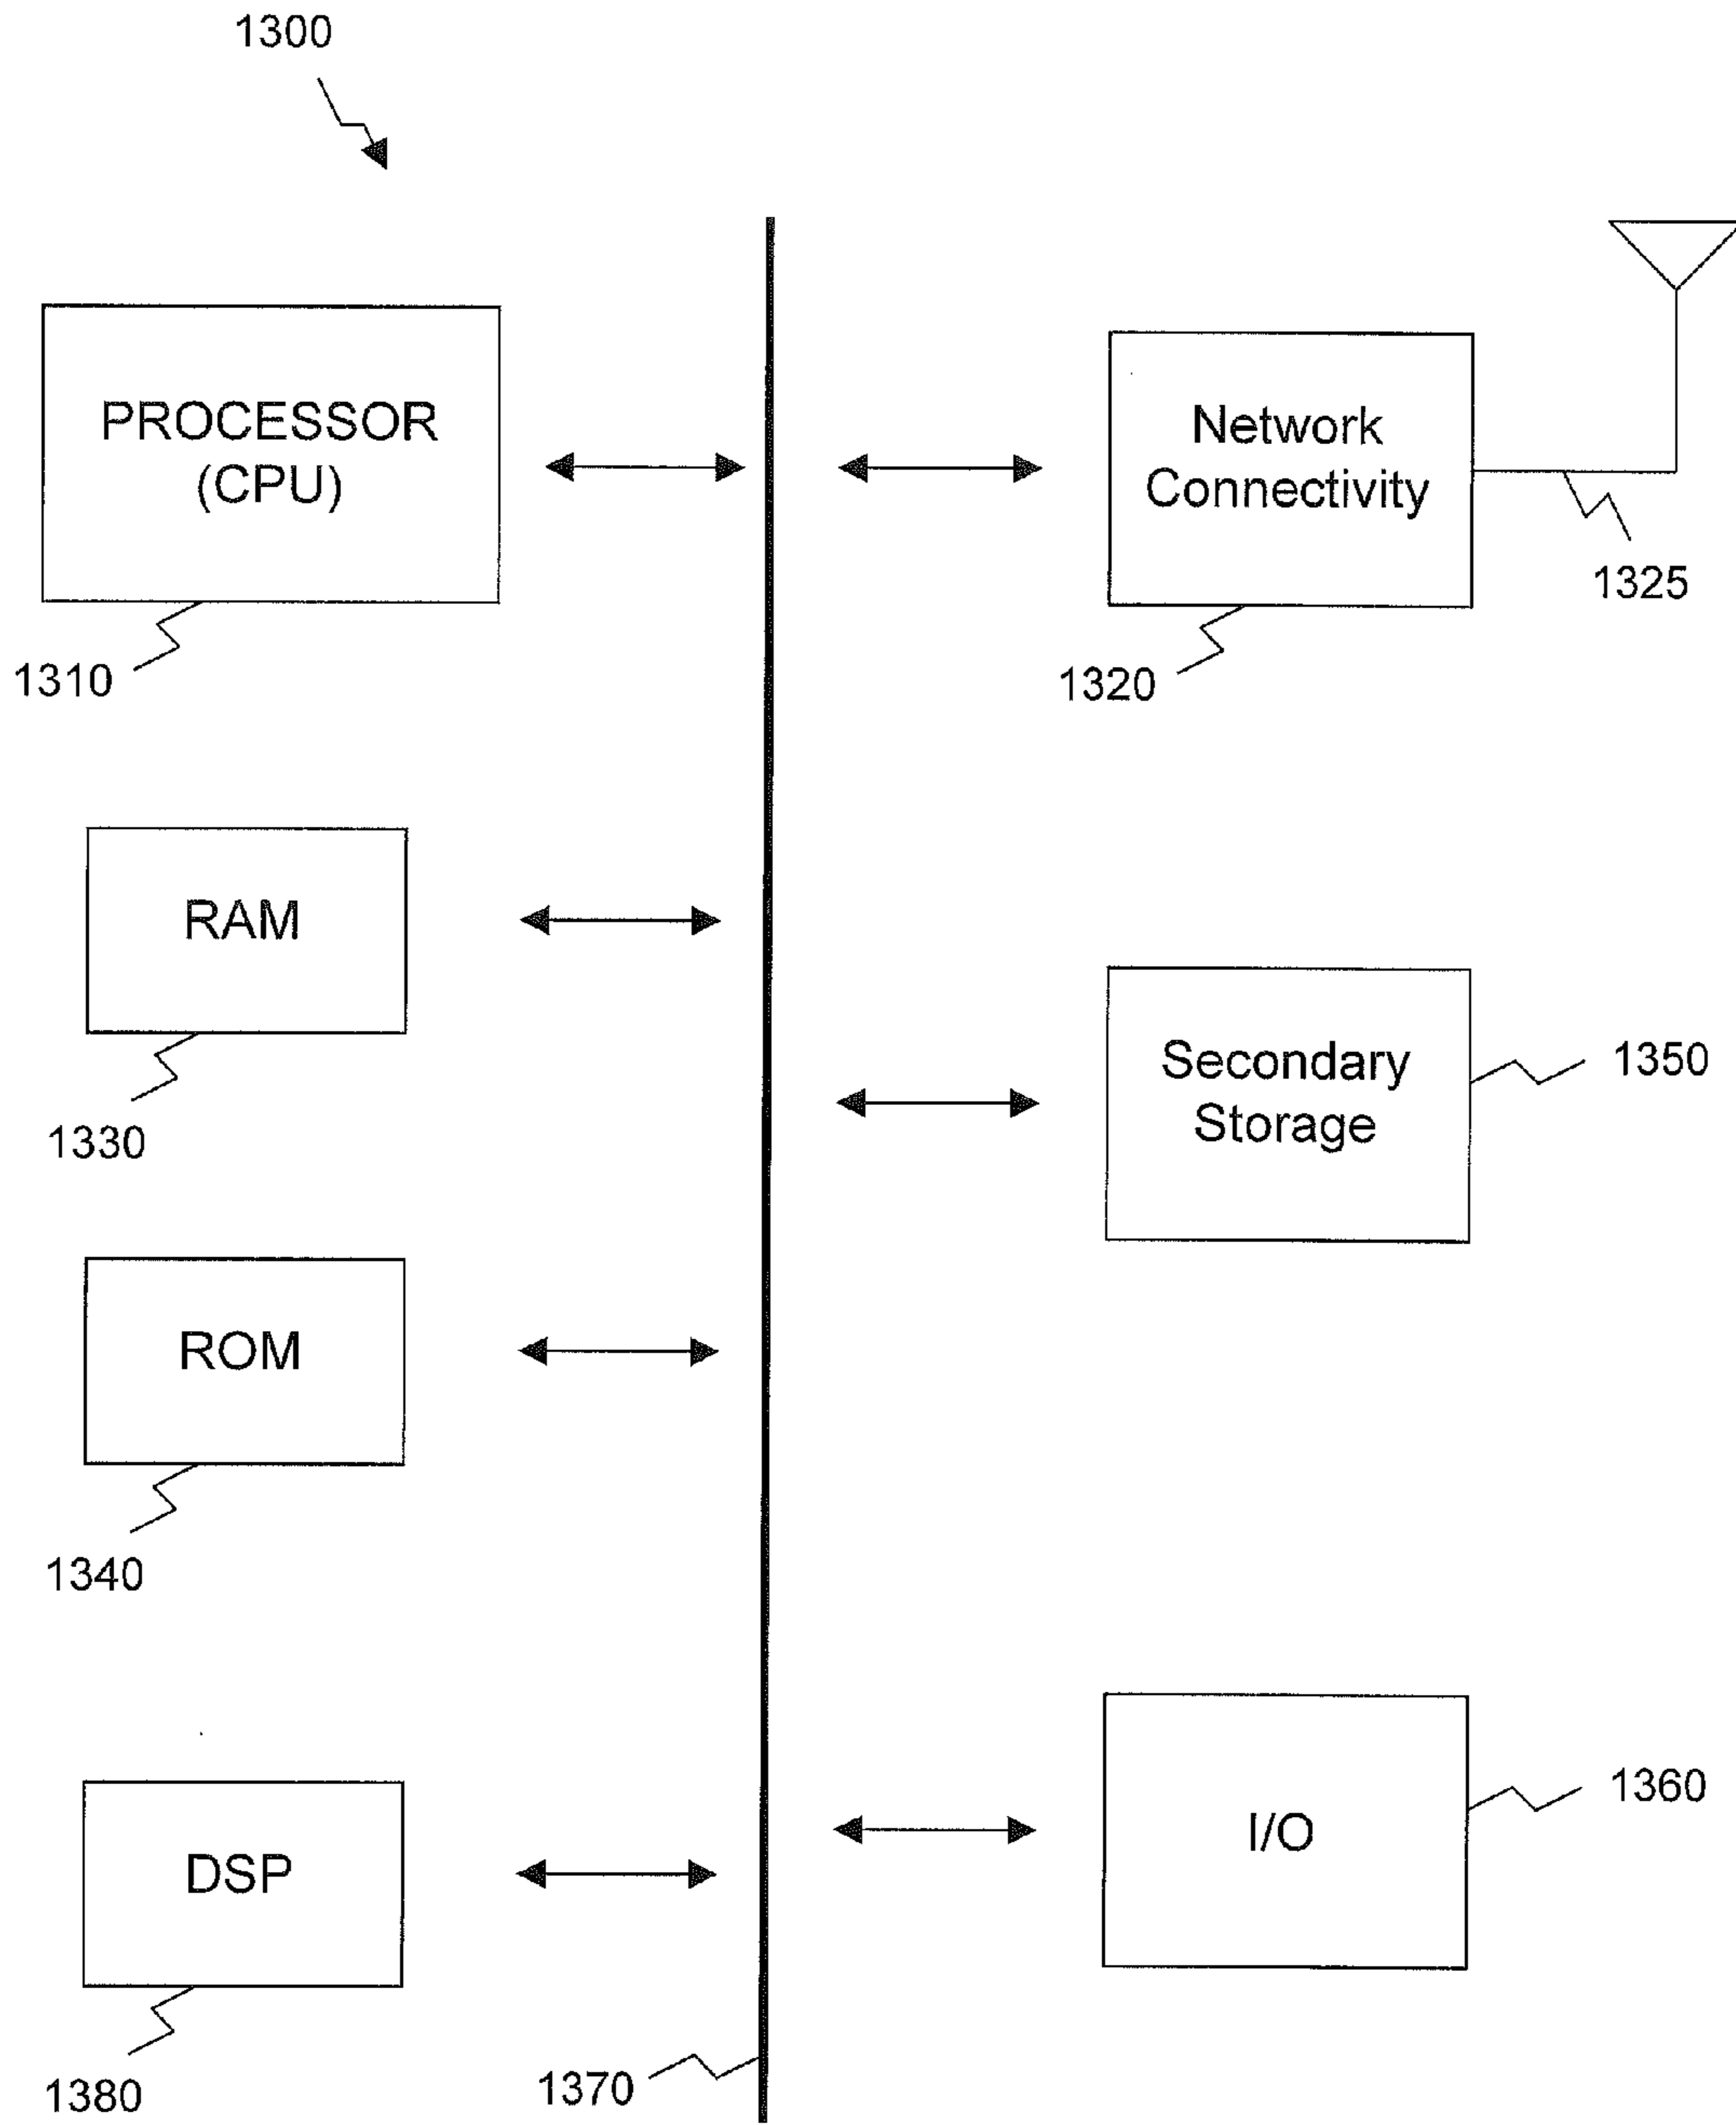 1300
PROCESSOR
(CPU)
1310
Network
Connectivity
1325
1320
RAM
1330
Secondary
Storage
1350
ROM
1340
I/O
1360
DSP
1380
1370